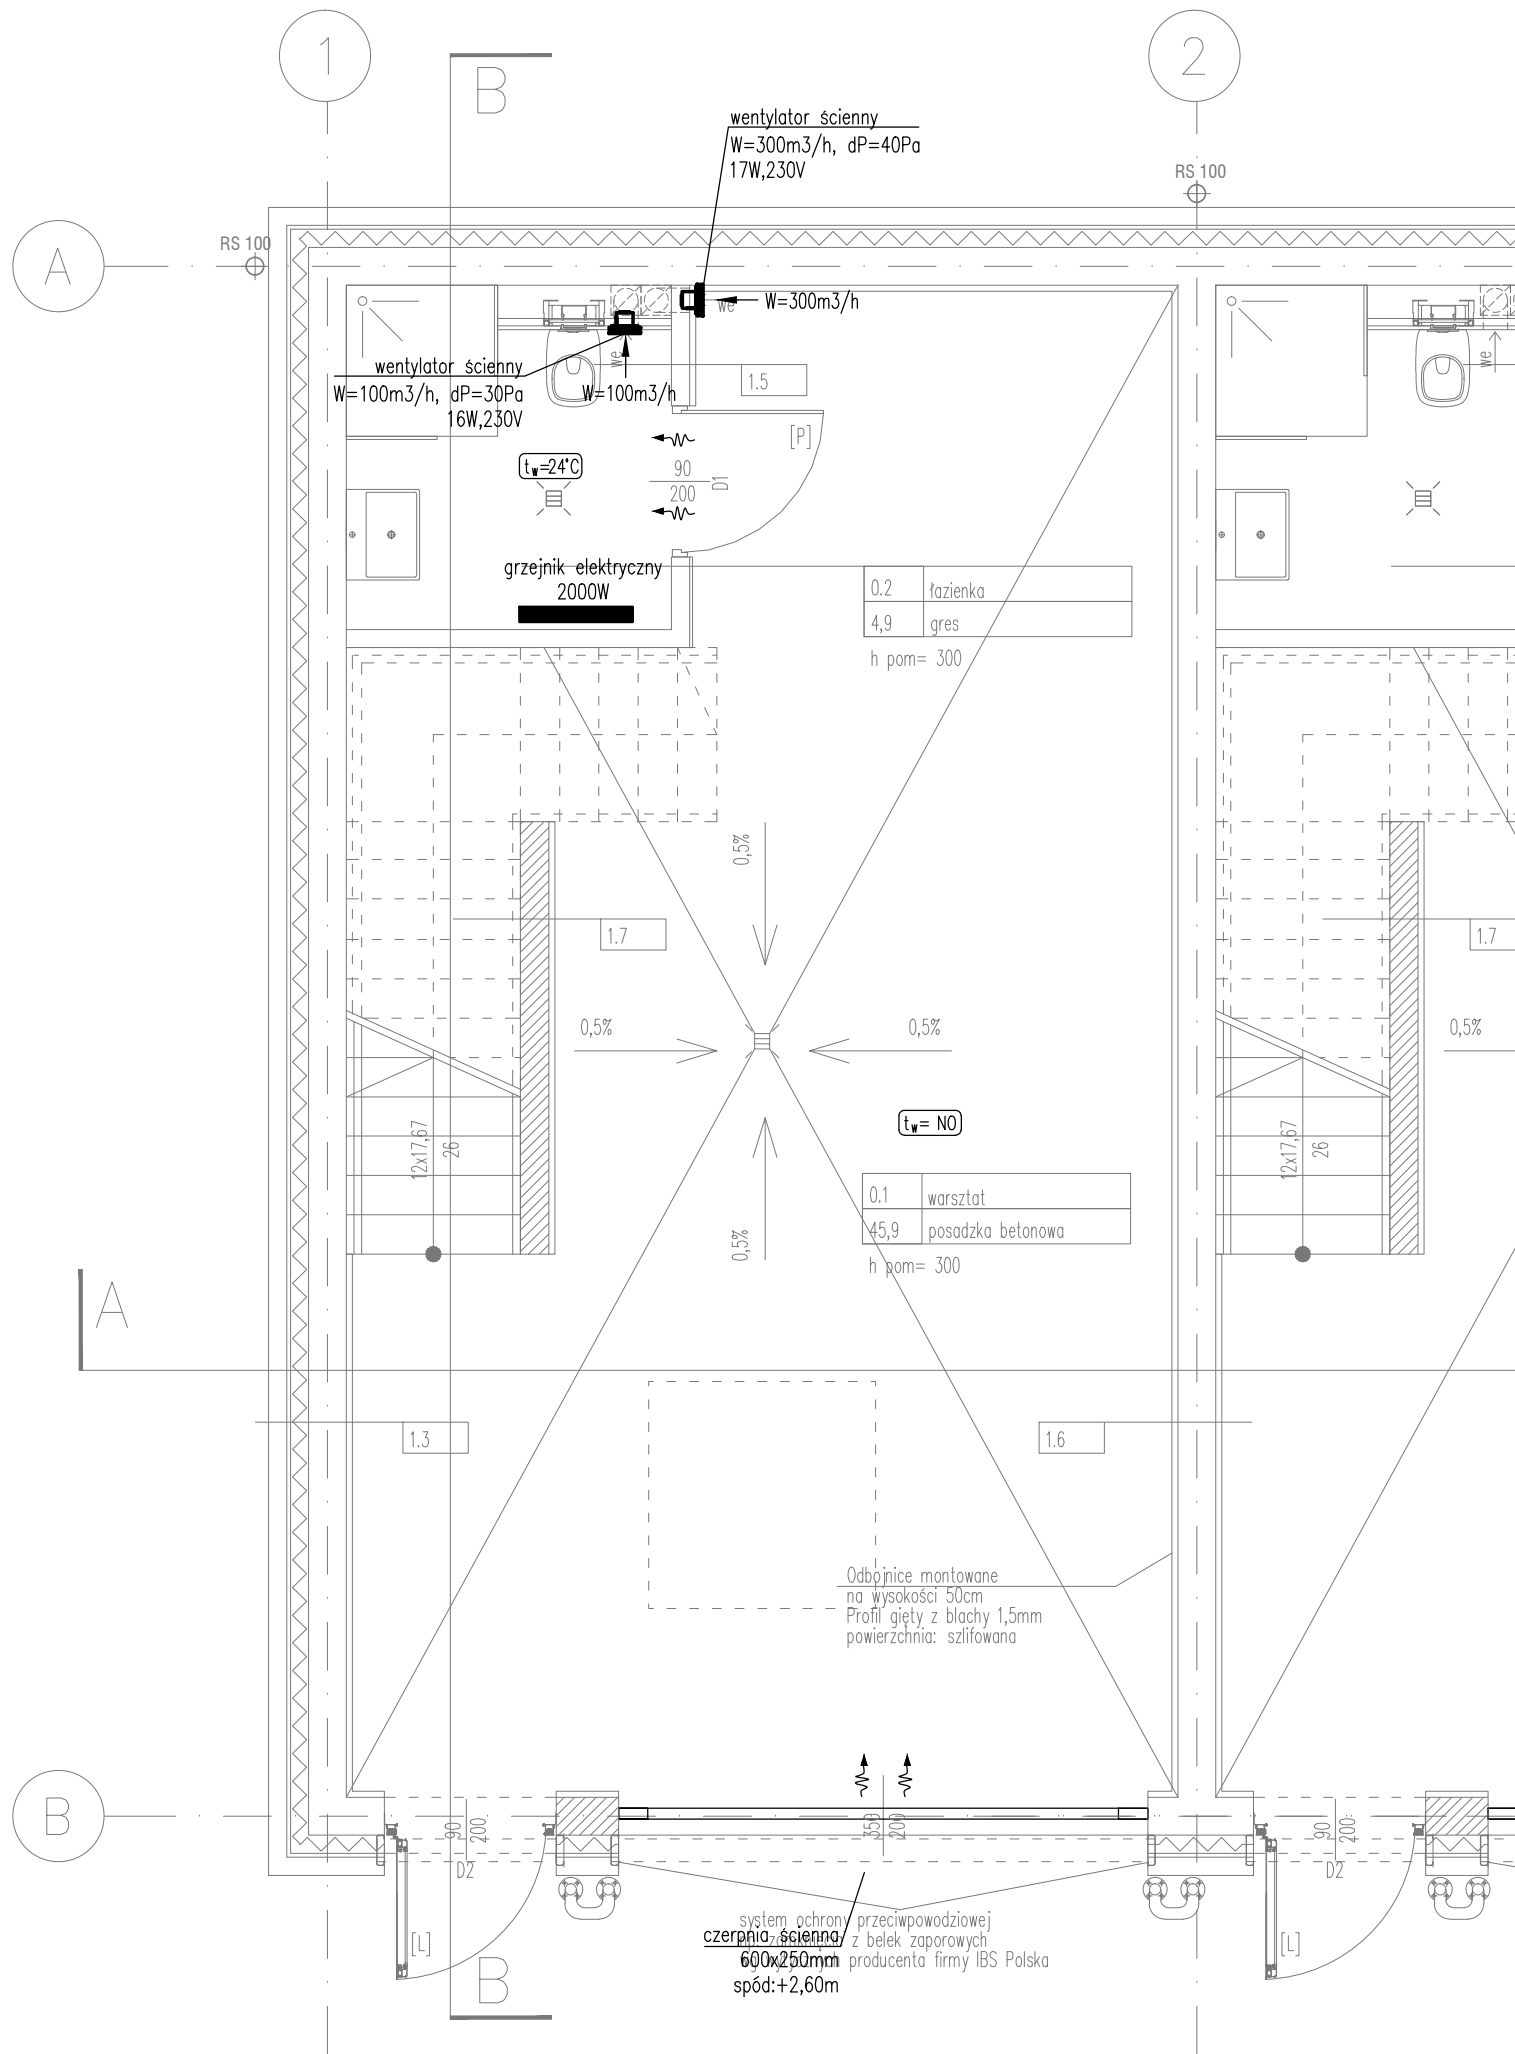 1
2
B
wentylator ścienny
W=300m3/h, dP=40Pa
17W,230V
RS 100
RS 100
A
we
W=300m3/h
wentylator ścienny
W=100m3/h, dP=30Pa
16W,230V
we
W=100m3/h
we
1.5
[P]
tw=24°C
90
200
D1
grzejnik elektryczny
2000W
0.2 łazienka
4,9 gres
h pom= 300
0,5%
1.7
1.7
0,5%
0,5%
0,5%
tw= NO
12x17,67
26
12x17,67
26
0.1 warsztat
45,9 posadzka betonowa
h pom= 300
0,5%
A
1.3
1.6
Odbojnice montowane
na wysokości 50cm
Profil gięty z blachy 1,5mm
powierzchnia: szlifowana
B
90
200
D2
350
200
90
200
D2
[L]
[L]
system ochrony przeciwpowodziowej
z belek zaporowych
producenta firmy IBS Polska
czerpnia ścienna
600x250mm
spód:+2,60m
B